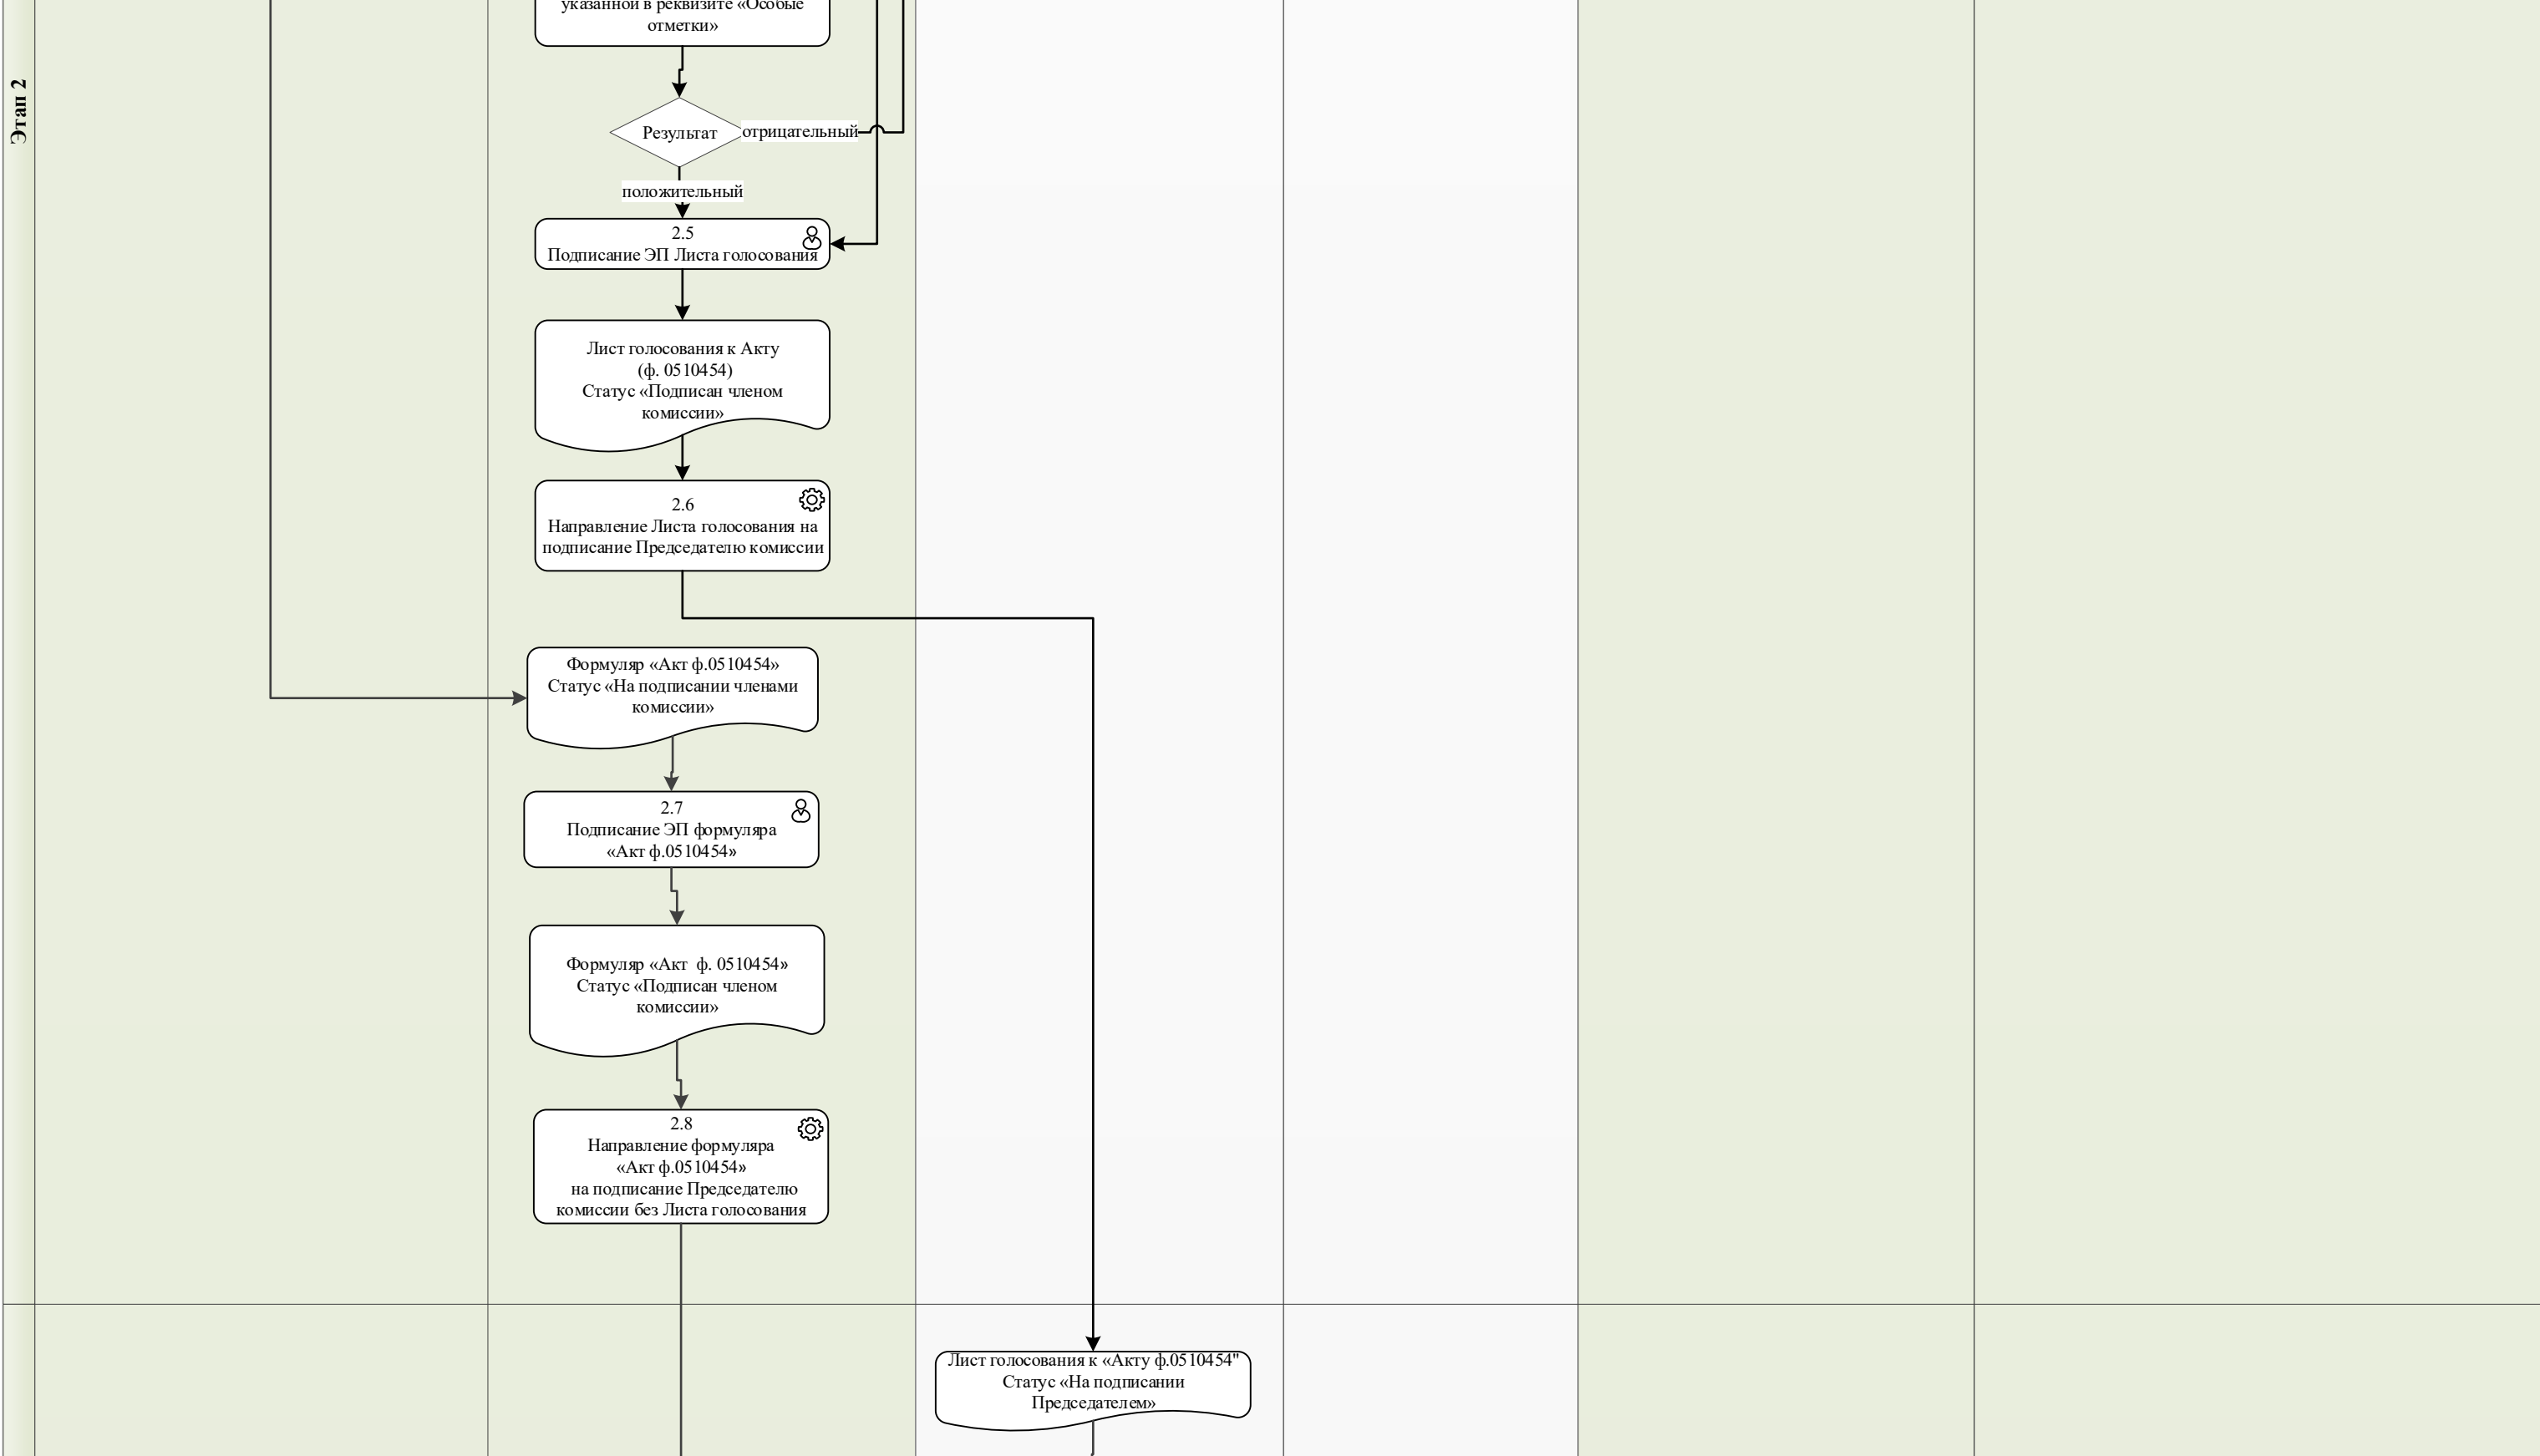 указанной в реквизите «Особые
отметки»
Этап 2
Результат
отрицательный
положительный
2.5
Подписание ЭП Листа голосования
Лист голосования к Акту
(ф. 0510454)
Статус «Подписан членом
комиссии»
2.6
Направление Листа голосования на
подписание Председателю комиссии
Формуляр «Акт ф.0510454»
Статус «На подписании членами
комиссии»
2.7
Подписание ЭП формуляра
«Акт ф.0510454»
Формуляр «Акт ф. 0510454»
Статус «Подписан членом
комиссии»
2.8
Направление формуляра
«Акт ф.0510454»
на подписание Председателю
комиссии без Листа голосования
Лист голосования к «Акту ф.0510454"
Статус «На подписании
Председателем»